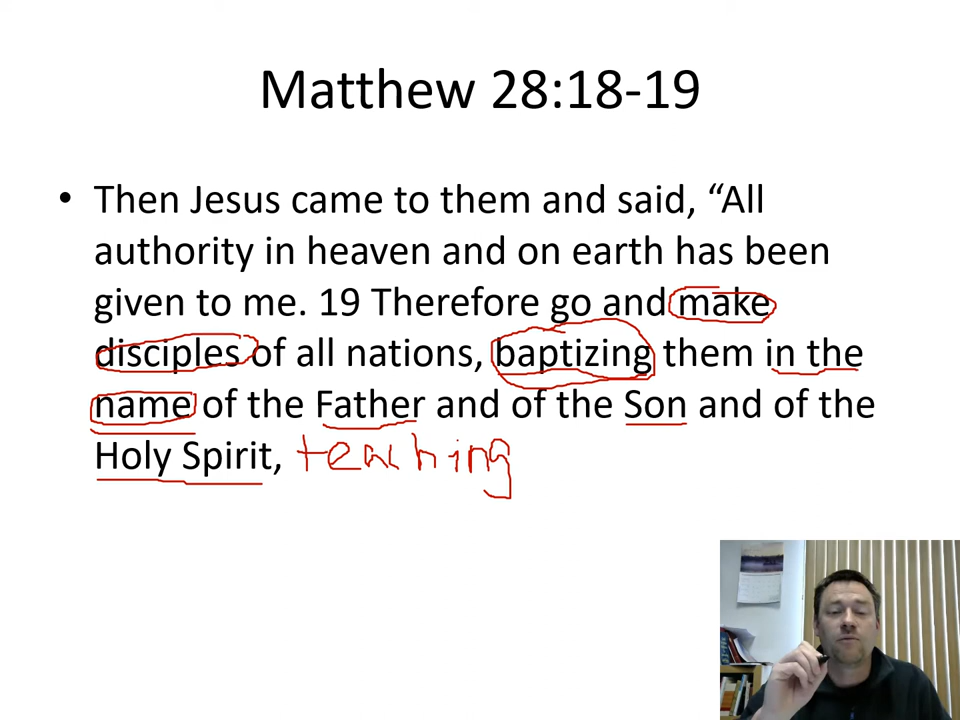 Matthew 28:18-19
• Then Jesus came to them and said, “All
authority in heaven and on earth has been
given to me. 19 Therefore go and make
disciples of all nations, baptizing them in the
name of the Father and of the Son and of the
Holy Spirit, teaching